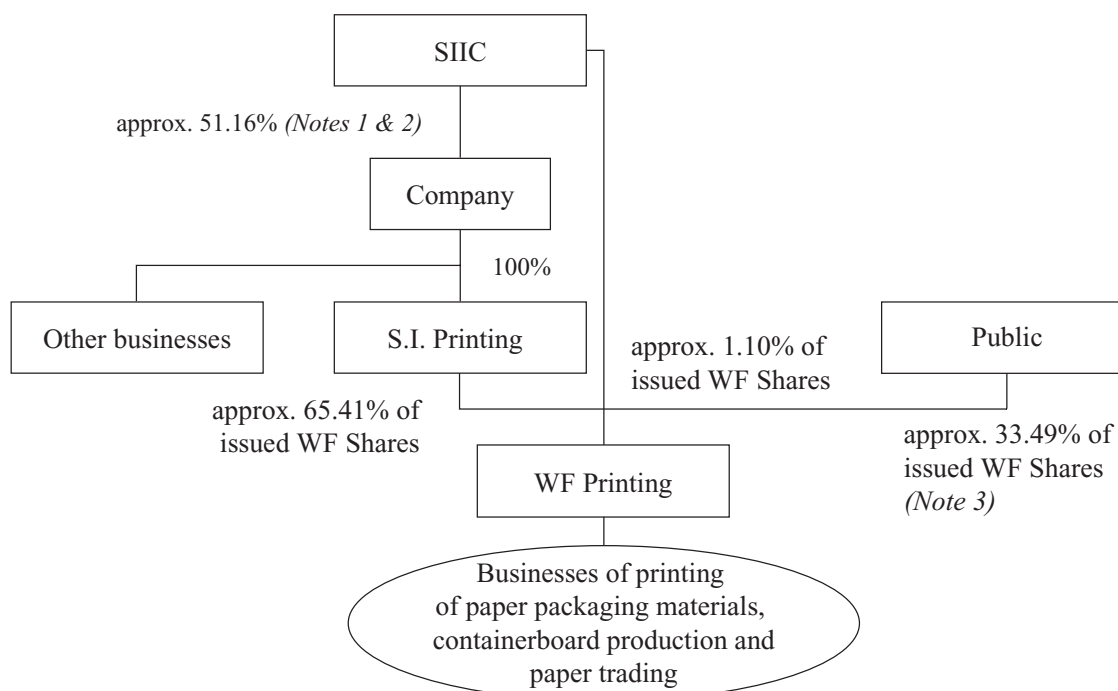 SIIC
approx. 51.16% (Notes 1 & 2)
Company
100%
Other businesses
S.I. Printing
approx. 1.10% of
issued WF Shares
Public
approx. 65.41% of
issued WF Shares
approx. 33.49% of
issued WF Shares
(Note 3)
WF Printing
Businesses of printing
of paper packaging materials,
containerboard production and
paper trading